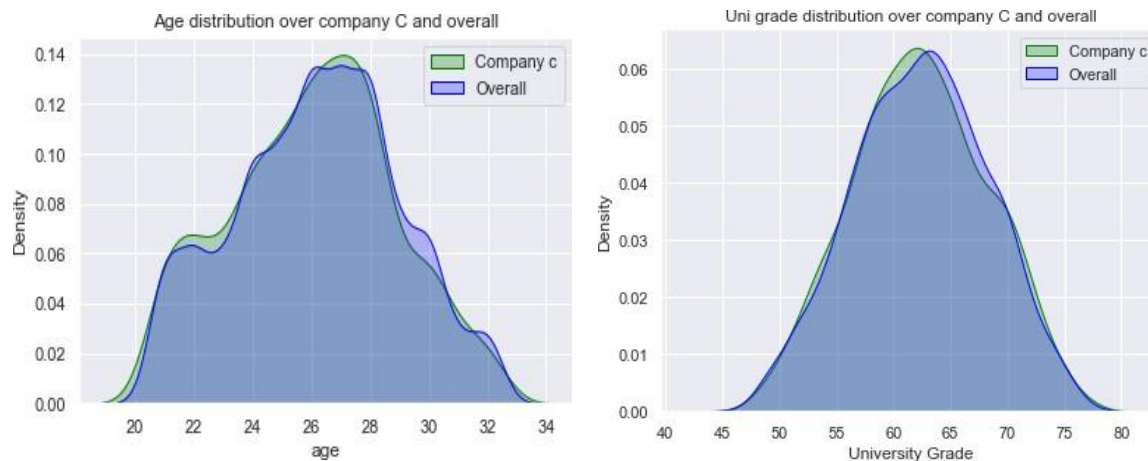 Age distribution over company C and overall
Company c
Overall
0.14
0.12
0.10
0.08
0.06
0.04
0.02
0.00
Density
20 22 24 26 28 30 32 34
age
Uni grade distribution over company C and overall
Company c
Overall
0.06
0.05
0.04
0.03
0.02
0.01
0.00
Density
40 45 50 55 60 65 70 75 80
University Grade